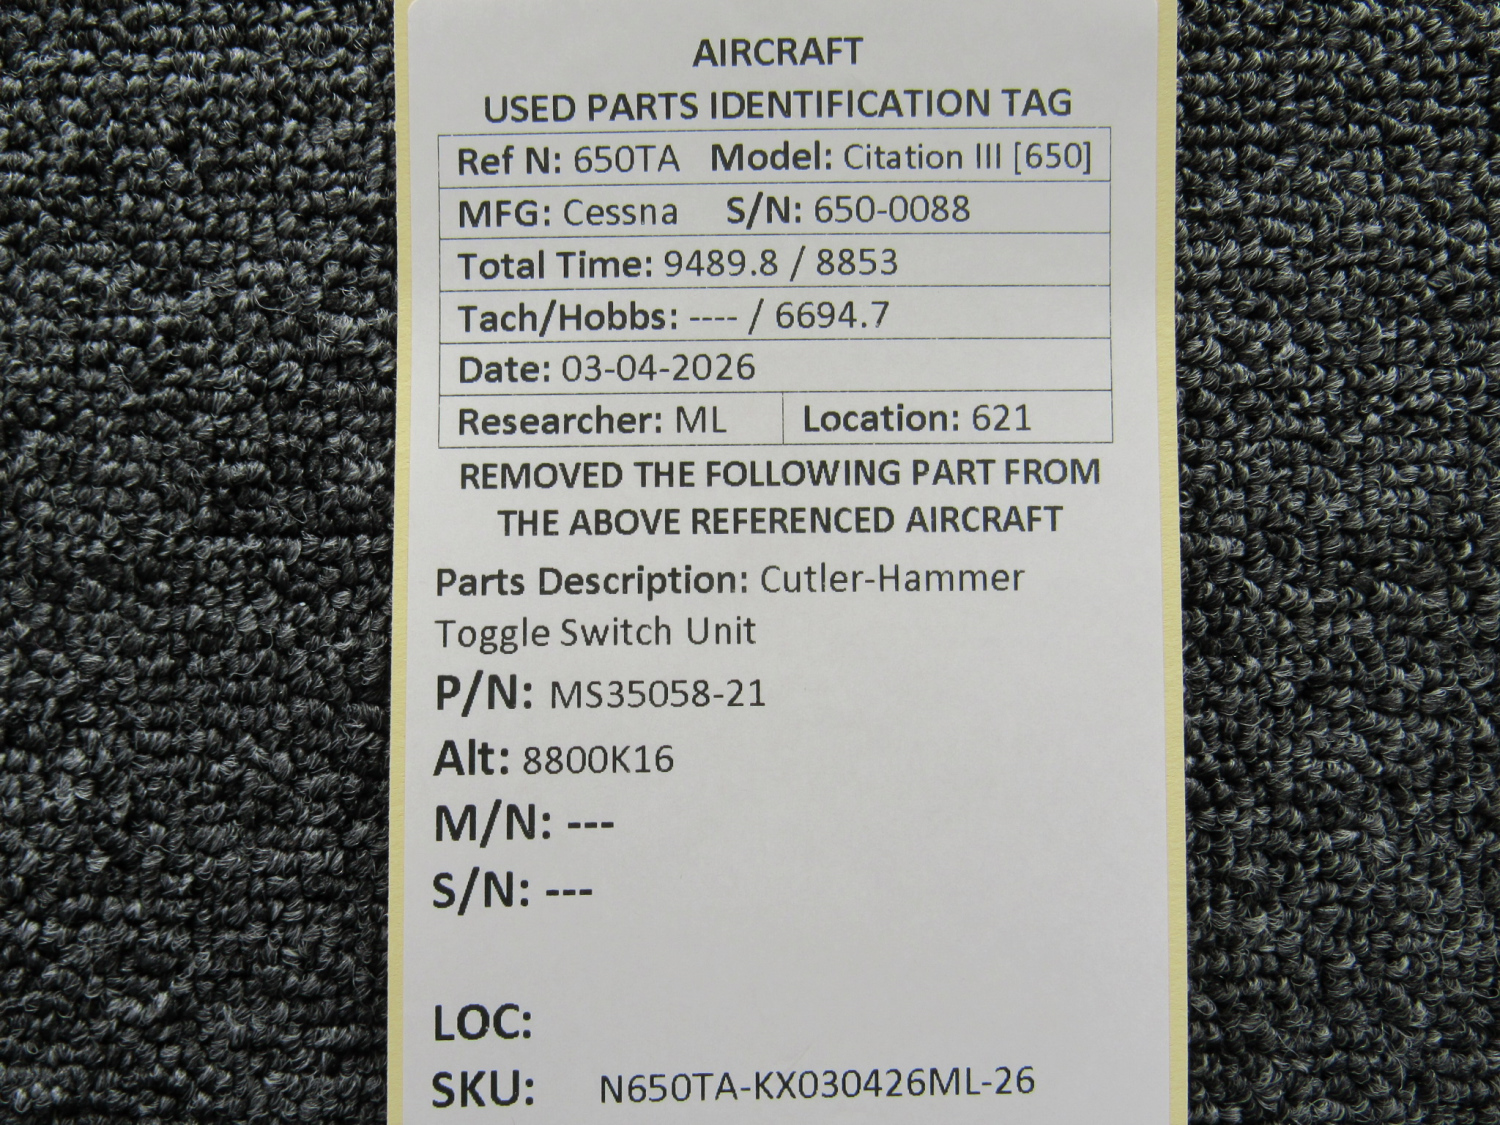 AIRCRAFT
USED PARTS IDENTIFICATION TAG
Ref N: 650TA Model: Citation III [650]
MFG: Cessna S/N: 650-0088
Total Time: 9489.8 / 8853
Tach/Hobbs: ---- / 6694.7
Date: 03-04-2026
Researcher: ML Location: 621
REMOVED THE FOLLOWING PART FROM
THE ABOVE REFERENCED AIRCRAFT
Parts Description: Cutler-Hammer
Toggle Switch Unit
P/N: MS35058-21
Alt: 8800K16
M/N: ---
S/N: ---
LOC:
SKU: N650TA-KX030426ML-26